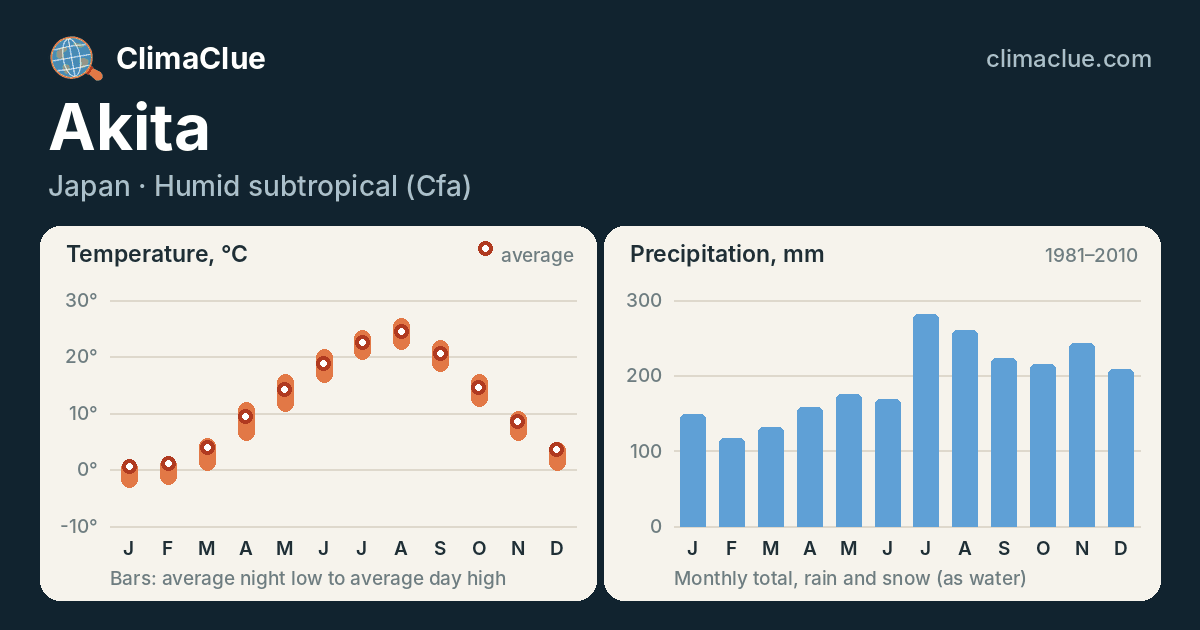 ClimaClue
climaclue.com
Akita
Japan · Humid subtropical (Cfa)
Temperature, °C
average
30°
20°
10°
0°
-10°
J F M A M J J A S O N D
Bars: average night low to average day high
Precipitation, mm
1981–2010
300
200
100
0
J F M A M J J A S O N D
Monthly total, rain and snow (as water)